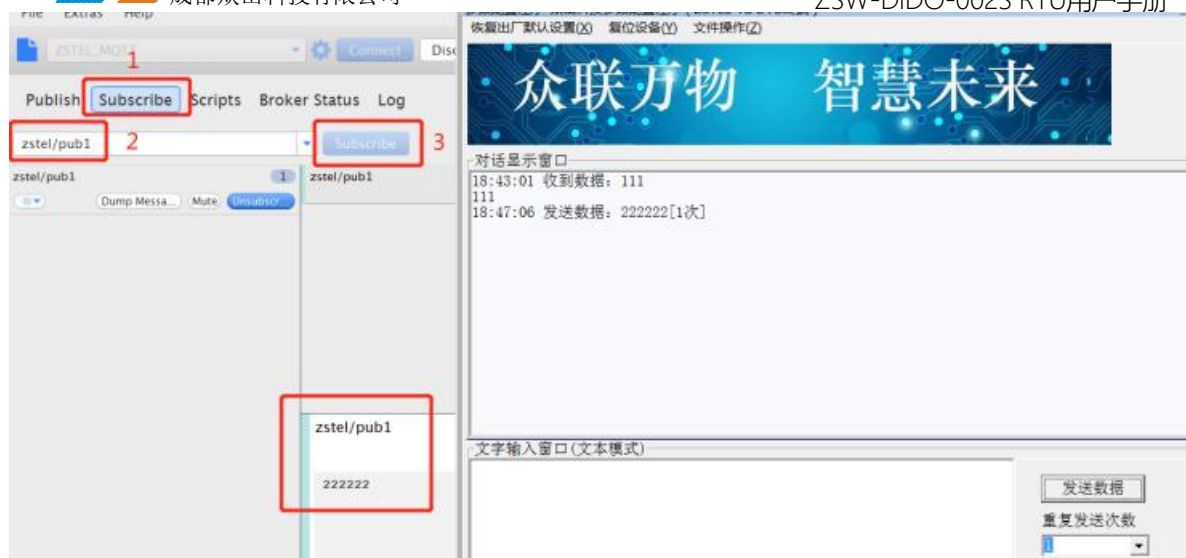 成都众山科技有限公司
ZSW-DIDO-0023 RTU用户手册
File Extras Help
ZSTEL_MQTT
Connect
1
Publish Subscribe Scripts Broker Status Log
zstel/pub1
2
Subscribe
3
zstel/pub1
1
Dump Messa...
Mute
Unsubscr
zstel/pub1
zstel/pub1
222222
恢复出厂默认设置(X) 复位设备(Y) 文件操作(Z)
众联万物 智慧未来
对话显示窗口
18:43:01 收到数据: 111
111
18:47:06 发送数据: 222222[1次]
文字输入窗口(文本模式)
发送数据
重复发送次数
1